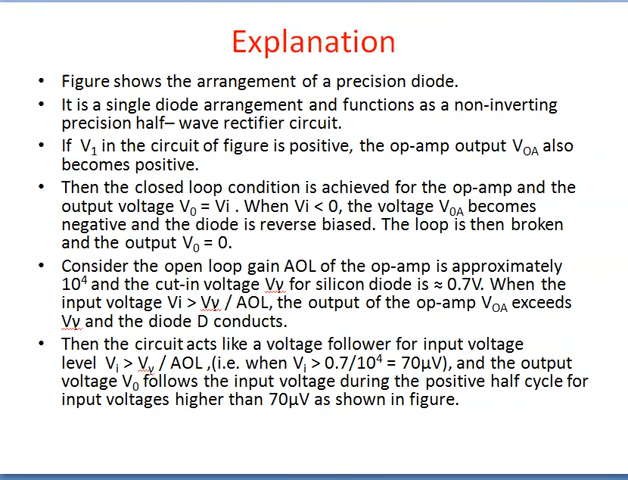 Explanation
• Figure shows the arrangement of a precision diode.
• It is a single diode arrangement and functions as a non-inverting
precision half– wave rectifier circuit.
• If V₁ in the circuit of figure is positive, the op-amp output V_OA also
becomes positive.
• Then the closed loop condition is achieved for the op-amp and the
output voltage V₀ = Vi . When Vi < 0, the voltage V₀A becomes
negative and the diode is reverse biased. The loop is then broken
and the output V₀ = 0.
• Consider the open loop gain AOL of the op-amp is approximately
10⁴ and the cut-in voltage Vγ for silicon diode is ≈ 0.7V. When the
input voltage Vi > Vγ / AOL, the output of the op-amp V_OA exceeds
Vγ and the diode D conducts.
• Then the circuit acts like a voltage follower for input voltage
level Vᵢ > Vᵧ / AOL ,(i.e. when Vᵢ > 0.7/10⁴ = 70μV), and the output
voltage V₀ follows the input voltage during the positive half cycle for
input voltages higher than 70μV as shown in figure.